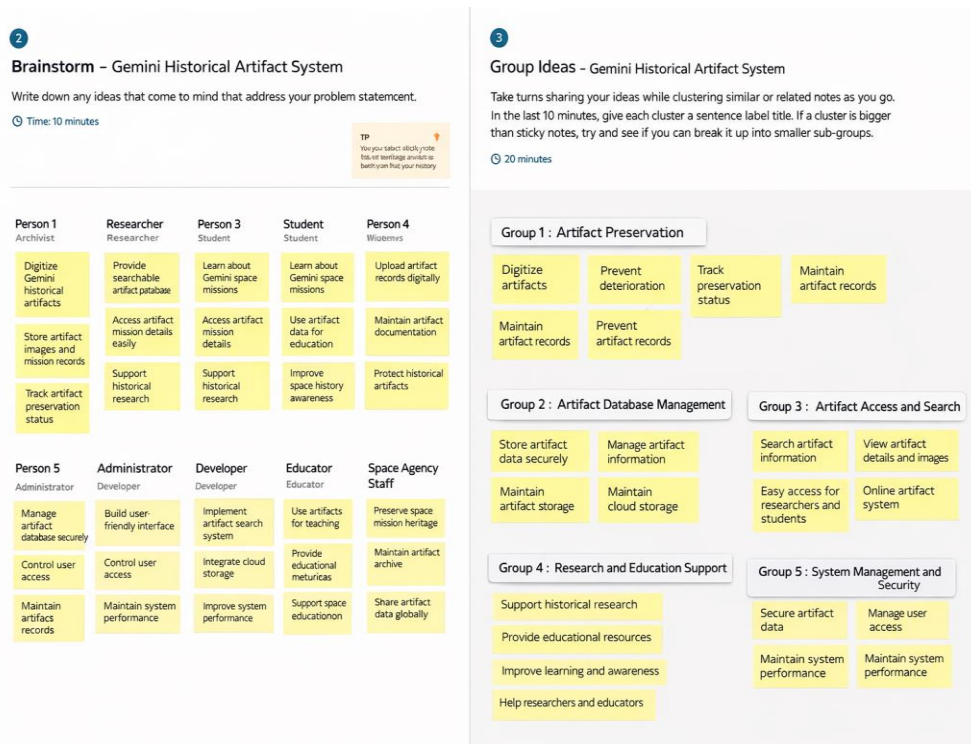 2
Brainstorm – Gemini Historical Artifact System
Write down any ideas that come to mind that address your problem statemcent.
Time: 10 minutes
TP
Person 1
Archivist
Digitize
Gemini
historical
artifacts
Store artifact
images and
mission records
Track artifact
preservation
status
Researcher
Researcher
Provide
searchable
artifact patabase
Access artifact
mission details
easily
Support
historical
research
Person 3
Student
Learn about
Gemini space
missions
Access artifact
mission
details
Support
historical
research
Student
Student
Learn about
Gemini space
missions
Use artifact
data for
education
Improve
space history
awareness
Person 4
Upload artifact
records digitally
Maintain artifact
documentation
Protect historical
artifacts
Person 5
Administrator
Manage
artifact
database securely
Control user
access
Maintain
artifacs
records
Administrator
Developer
Build user-
friendly interface
Control user
access
Maintain system
performance
Developer
Developer
Implement
artifact search
system
Integrate cloud
storage
Improve system
performance
Educator
Educator
Use artifacts
for teaching
Provide
educational
meturicas
Support space
educationon
Space Agency
Staff
Preserve space
mission heritage
Maintain artifact
archive
Share artifact
data globally
3
Group Ideas - Gemini Historical Artifact System
Take turns sharing your ideas while clustering similar or related notes as you go.
In the last 10 minutes, give each cluster a sentence label title. If a cluster is bigger
than sticky notes, try and see if you can break it up into smaller sub-groups.
20 minutes
Group 1 : Artifact Preservation
Digitize
artifacts
Prevent
deterioration
Track
preservation
status
Maintain
artifact records
Maintain
artifact records
Prevent
artifact records
Group 2 : Artifact Database Management
Store artifact
data securely
Manage artifact
information
Maintain
artifact storage
Maintain
cloud storage
Group 3 : Artifact Access and Search
Search artifact
information
View artifact
details and images
Easy access for
researchers and
students
Online artifact
system
Group 4 : Research and Education Support
Support historical research
Provide educational resources
Improve learning and awareness
Help researchers and educators
Group 5 : System Management and
Security
Secure artifact
data
Manage user
access
Maintain system
performance
Maintain system
performance